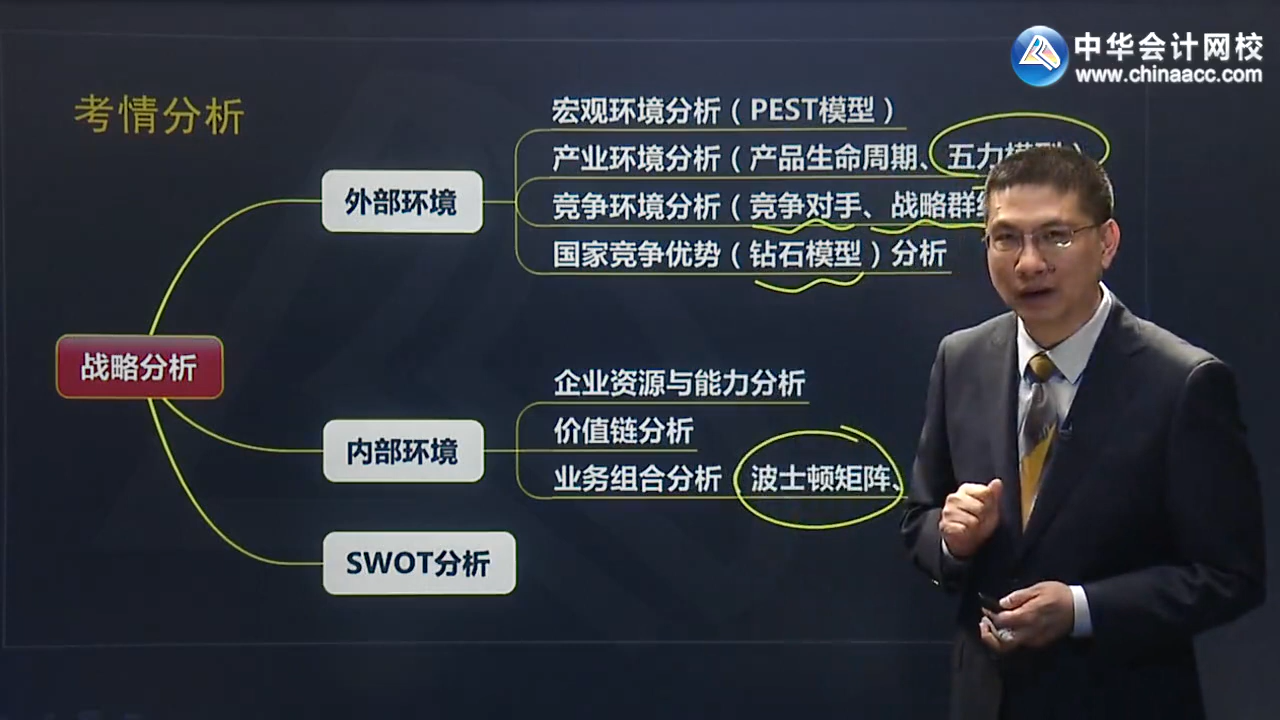 中华会计网校
www.chinaacc.com
考情分析
宏观环境分析（PEST模型）
产业环境分析（产品生命周期、五力模型）
外部环境
竞争环境分析（竞争对手、战略群
国家竞争优势（钻石模型）分析
战略分析
企业资源与能力分析
价值链分析
内部环境
业务组合分析（波士顿矩阵、
SWOT分析